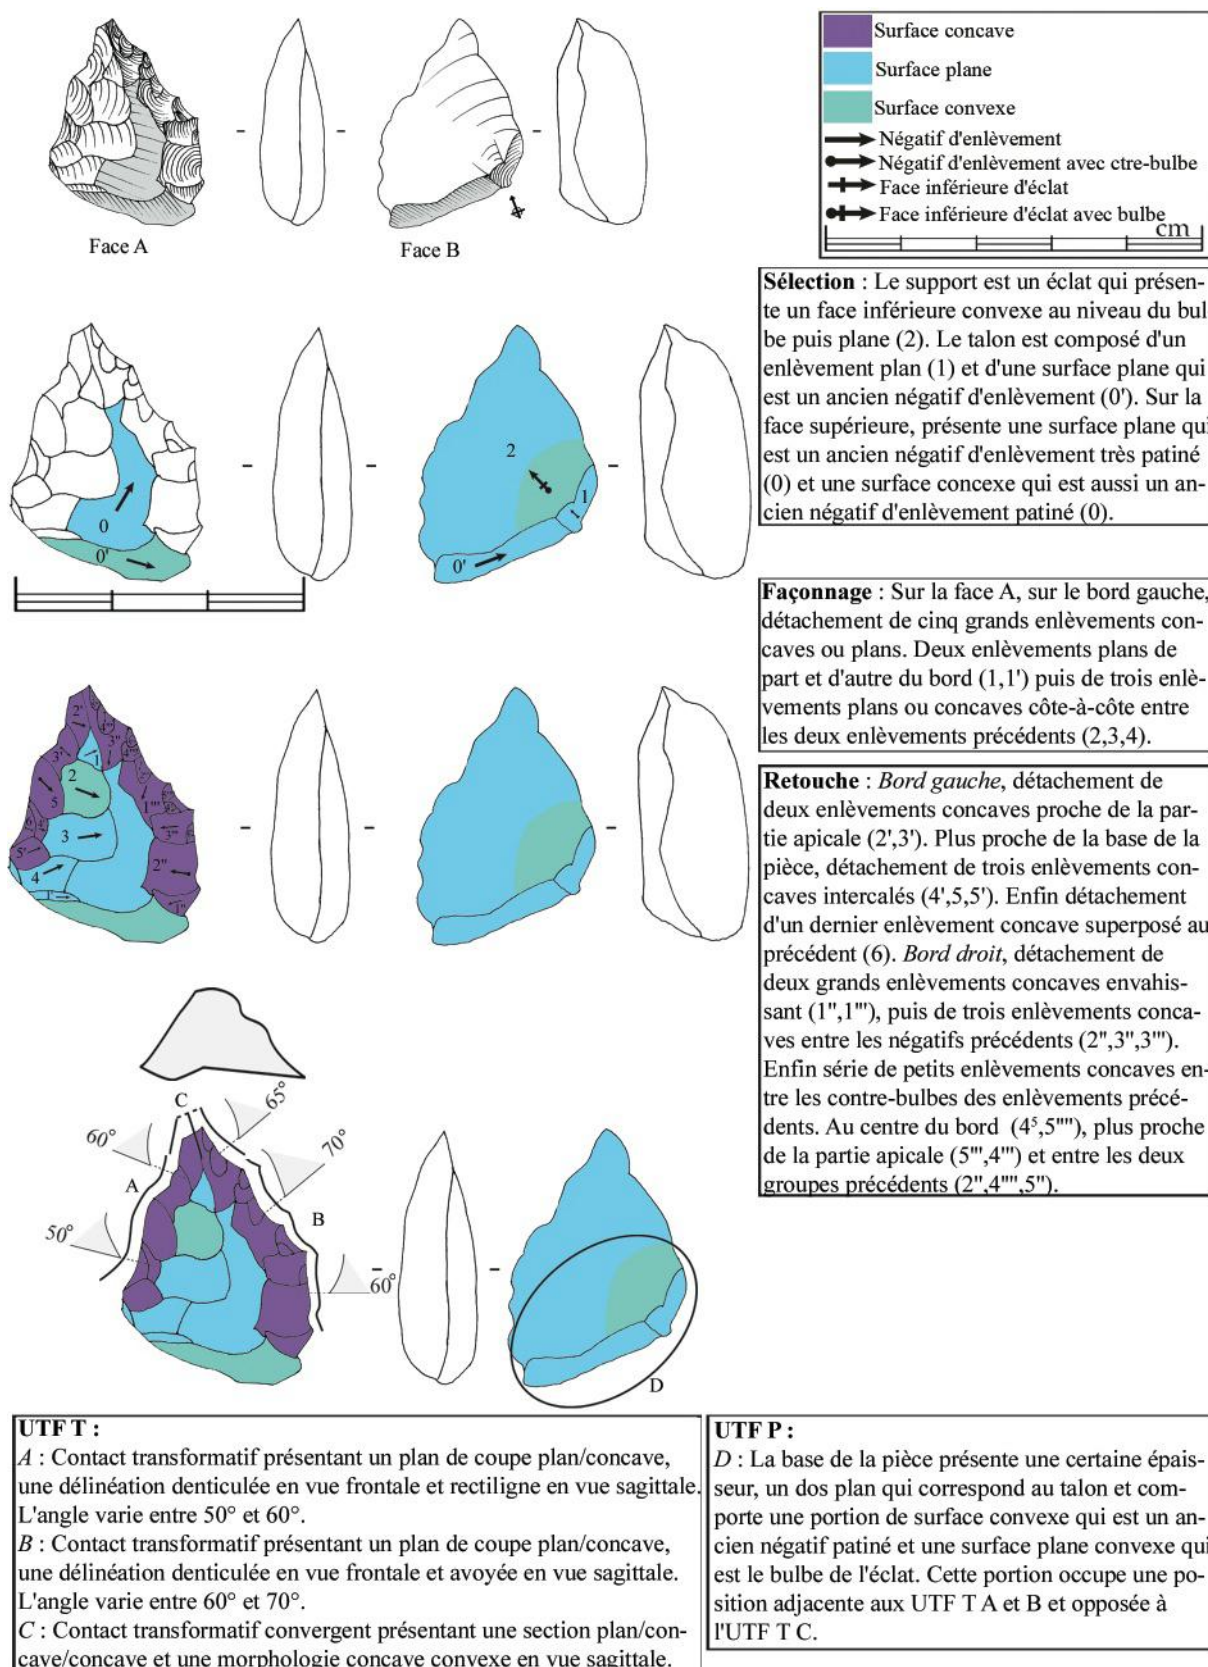 Face A
Face B
Surface concave
Surface plane
Surface convexe
Négatif d'enlèvement
Négatif d'enlèvement avec ctre-bulbe
Face inférieure d'éclat
Face inférieure d'éclat avec bulbe
cm
0
0'
2
1
0'
Sélection : Le support est un éclat qui présen-
te un face inférieure convexe au niveau du bul
be puis plane (2). Le talon est composé d'un
enlèvement plan (1) et d'une surface plane qui
est un ancien négatif d'enlèvement (0'). Sur la
face supérieure, présente une surface plane qui
est un ancien négatif d'enlèvement très patiné
(0) et une surface concexe qui est aussi un an-
cien négatif d'enlèvement patiné (0).
Façonnage : Sur la face A, sur le bord gauche,
détachement de cinq grands enlèvements con-
caves ou plans. Deux enlèvements plans de
part et d'autre du bord (1,1') puis de trois enlè-
vements plans ou concaves côte-à-côte entre
les deux enlèvements précédents (2,3,4).
2'
3'
3"
1
2
5
1'''
3
5'
4
2"
1"
Retouche : Bord gauche, détachement de
deux enlèvements concaves proche de la par-
tie apicale (2',3'). Plus proche de la base de la
pièce, détachement de trois enlèvements con-
caves intercalés (4',5,5'). Enfin détachement
d'un dernier enlèvement concave superposé au
précédent (6). Bord droit, détachement de
deux grands enlèvements concaves envahis-
sant (1",1'''), puis de trois enlèvements conca-
ves entre les négatifs précédents (2",3",3''').
Enfin série de petits enlèvements concaves en-
tre les contre-bulbes des enlèvements précé-
dents. Au centre du bord (4⁵,5''''), plus proche
de la partie apicale (5''',4''') et entre les deux
groupes précédents (2",4'''',5").
C
65°
60°
70°
A
B
50°
60°
D
UTF T :
A : Contact transformatif présentant un plan de coupe plan/concave,
une délinéation denticulée en vue frontale et rectiligne en vue sagittale.
L'angle varie entre 50° et 60°.
B : Contact transformatif présentant un plan de coupe plan/concave,
une délinéation denticulée en vue frontale et avoyée en vue sagittale.
L'angle varie entre 60° et 70°.
C : Contact transformatif convergent présentant une section plan/con-
cave/concave et une morphologie concave convexe en vue sagittale.
UTF P :
D : La base de la pièce présente une certaine épais-
seur, un dos plan qui correspond au talon et com-
porte une portion de surface convexe qui est un an-
cien négatif patiné et une surface plane convexe qui
est le bulbe de l'éclat. Cette portion occupe une po-
sition adjacente aux UTF T A et B et opposée à
l'UTF T C.